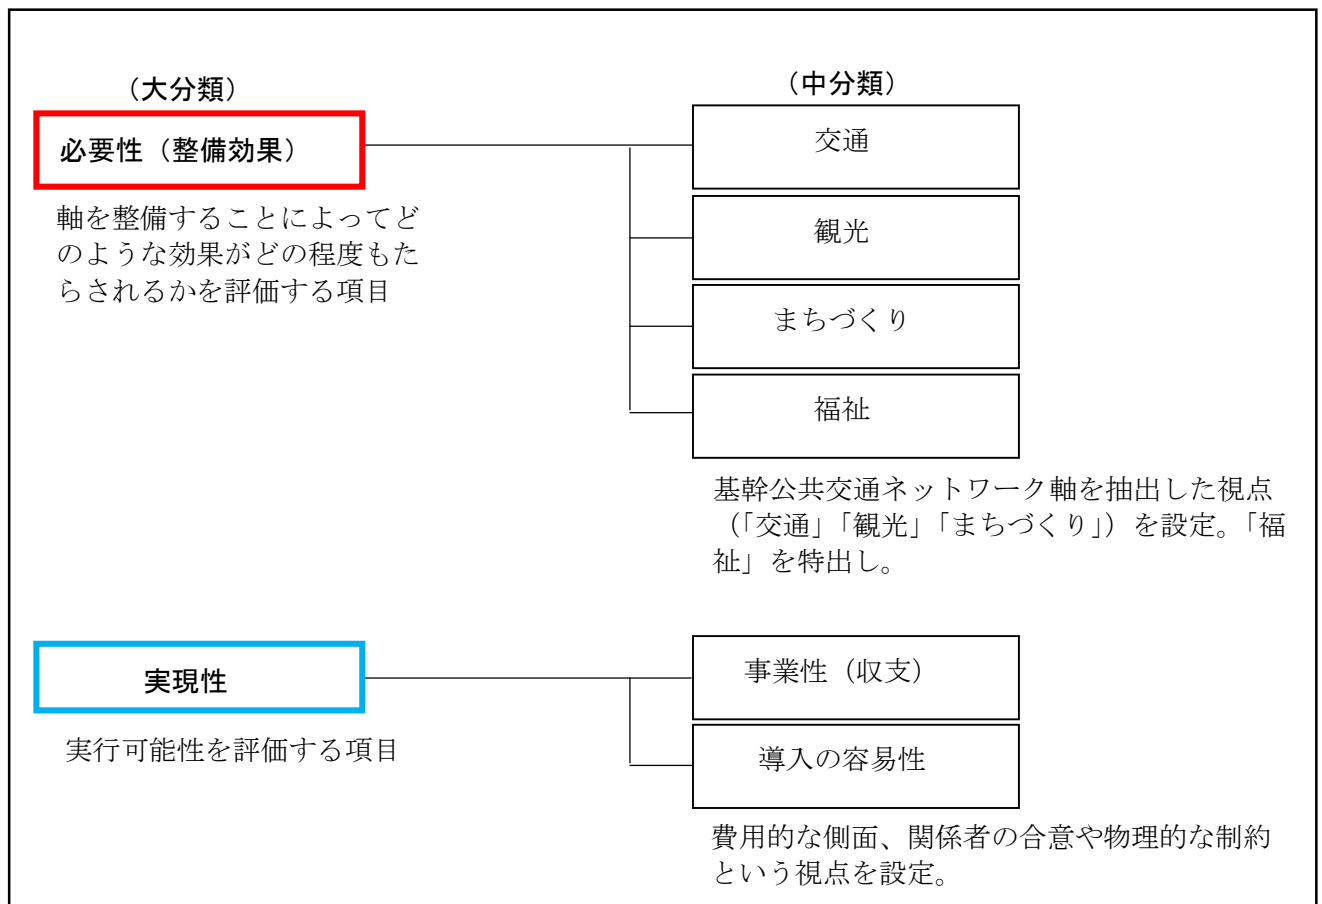 （大分類）
（中分類）
必要性（整備効果）
軸を整備することによってど
のような効果がどの程度もた
らされるかを評価する項目
交通
観光
まちづくり
福祉
基幹公共交通ネットワーク軸を抽出した視点
（「交通」「観光」「まちづくり」）を設定。「福
祉」を特出し。
実現性
実行可能性を評価する項目
事業性（収支）
導入の容易性
費用的な側面、関係者の合意や物理的な制約
という視点を設定。